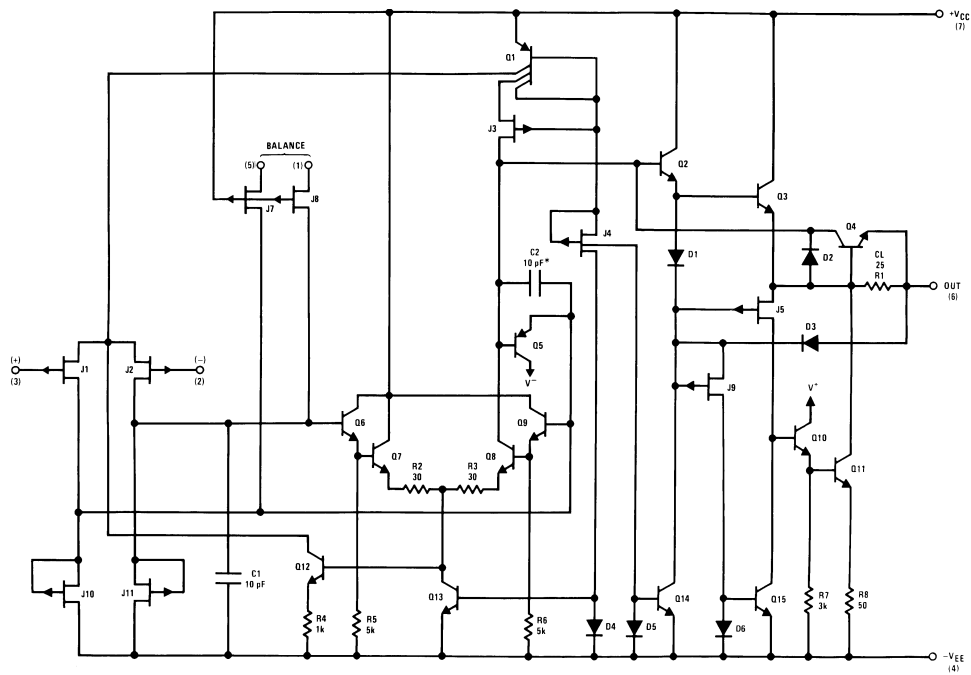 +VCC
(7)
Q1
J3
BALANCE
(5)
(1)
J7
J8
Q2
Q3
Q4
J4
C2
10 pF*
D1
D2
CL
25
R1
OUT
(6)
J5
D3
Q5
V−
(+)
(3)
J1
J2
(−)
(2)
J9
V+
Q6
Q9
Q7
Q8
Q10
Q11
R2
30
R3
30
Q12
Q13
J10
J11
C1
10 pF
R4
1k
R5
5k
R6
5k
D4
D5
Q14
D6
Q15
R7
3k
R8
50
−VEE
(4)